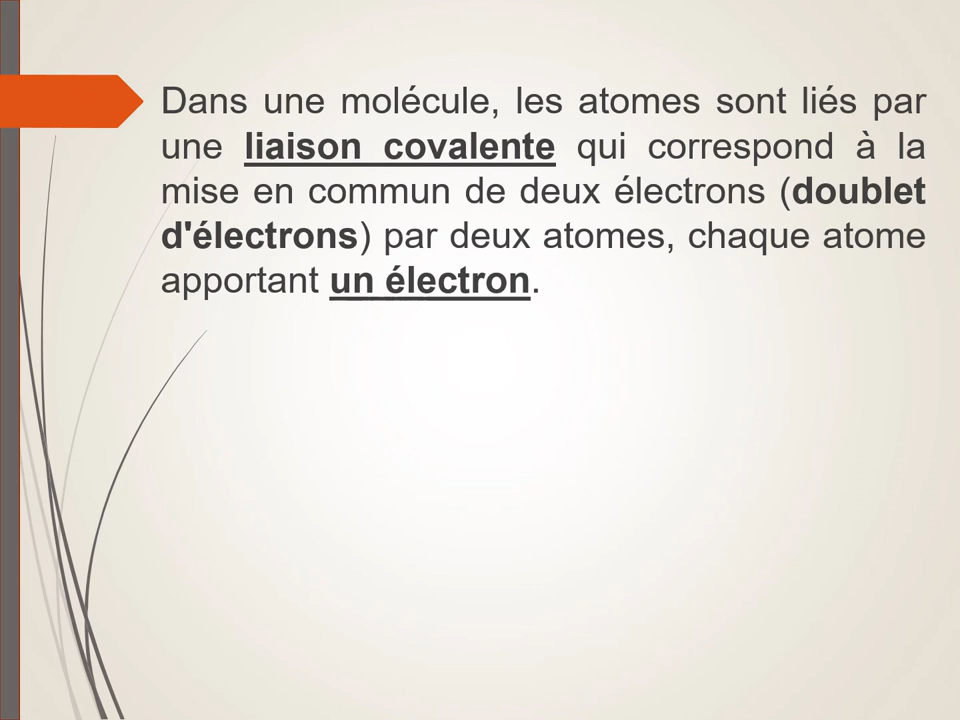 Dans une molécule, les atomes sont liés par
une liaison covalente qui correspond à la
mise en commun de deux électrons (doublet
d'électrons) par deux atomes, chaque atome
apportant un électron.